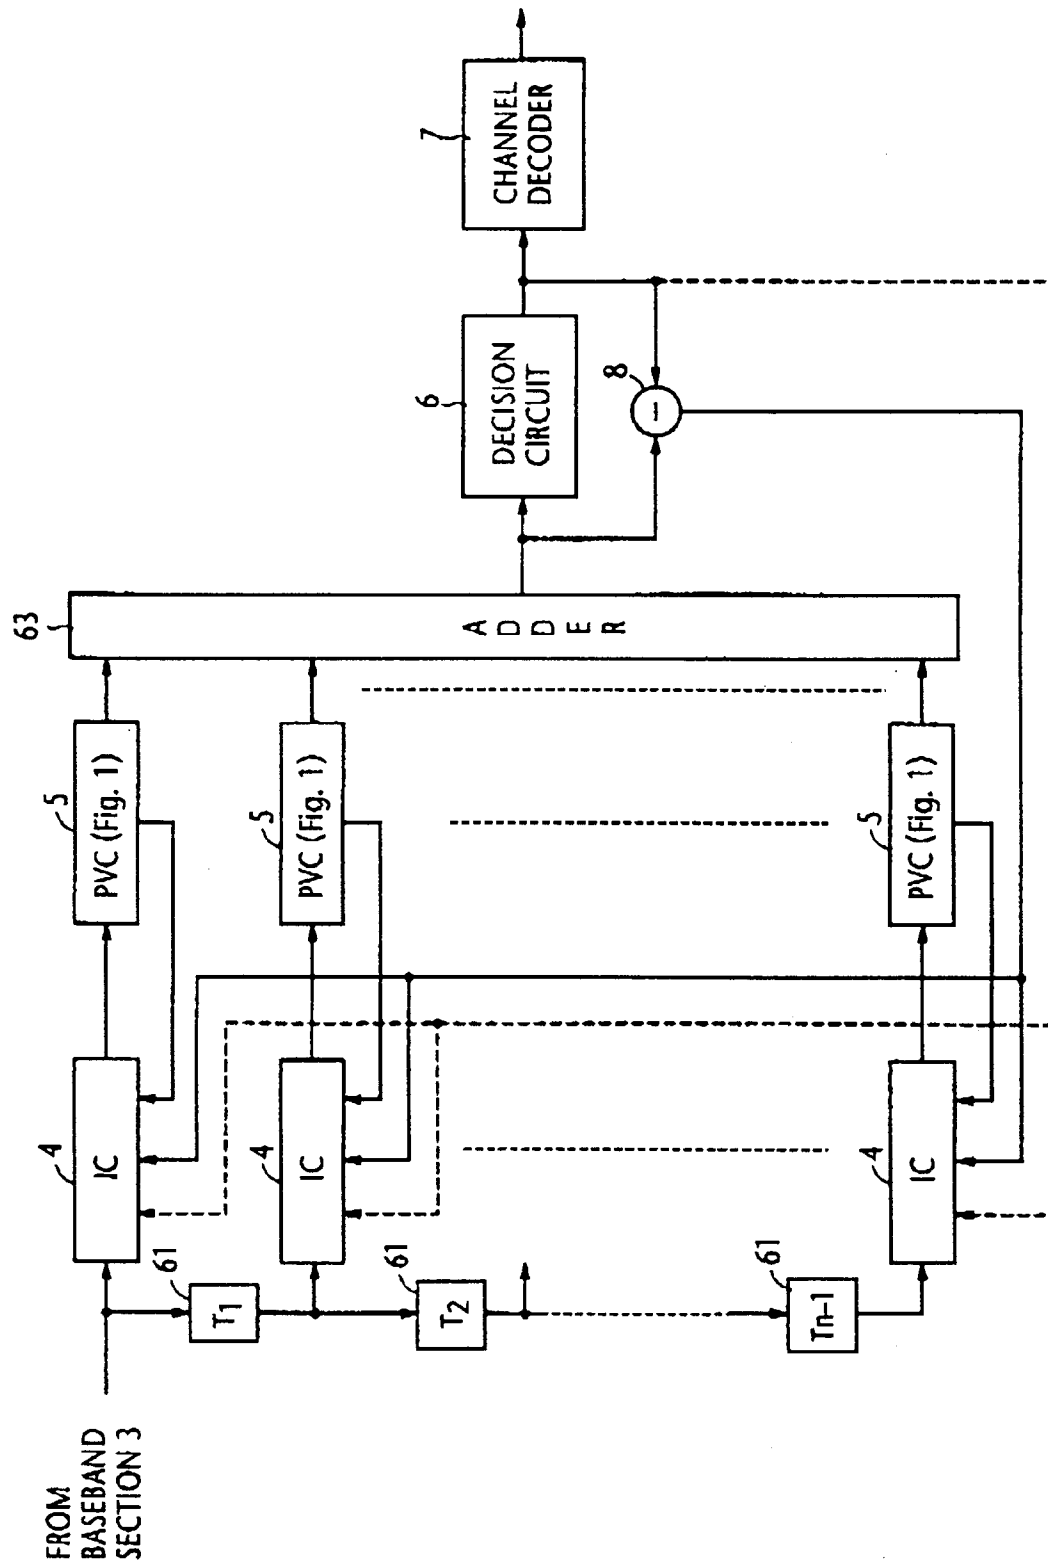 FROM
BASEBAND
SECTION 3
4
IC
5
PVC (Fig. 1)
63
61
T1
4
IC
5
PVC (Fig. 1)
61
T2
61
Tn-1
4
IC
5
PVC (Fig. 1)
ADDER
6
DECISION
CIRCUIT
8
−
7
CHANNEL
DECODER